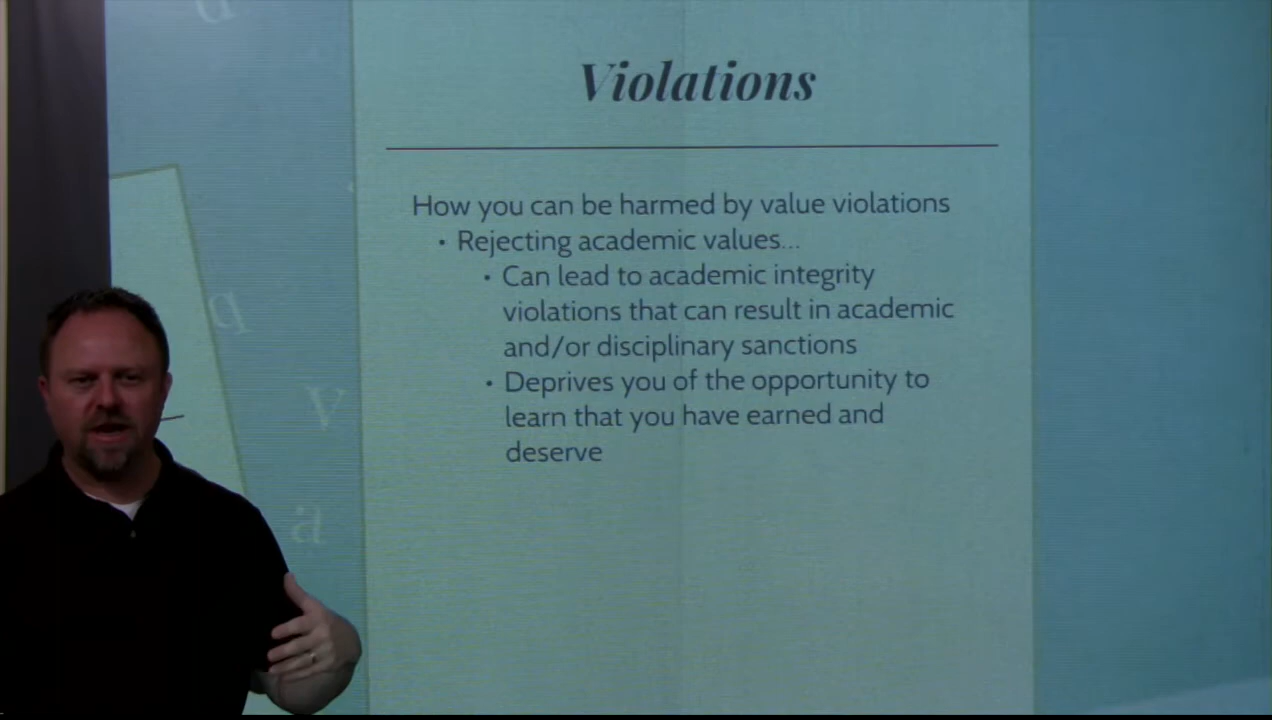 Violations
How you can be harmed by value violations
• Rejecting academic values...
• Can lead to academic integrity
violations that can result in academic
and/or disciplinary sanctions
• Deprives you of the opportunity to
learn that you have earned and
deserve
q
v
a